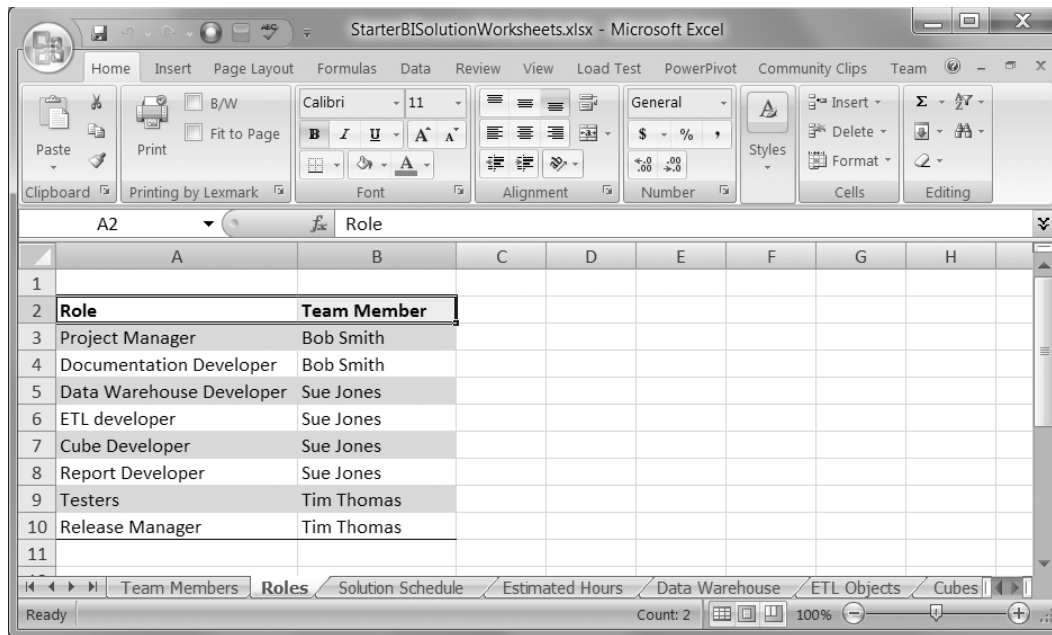 StarterBISolutionWorksheets.xlsx - Microsoft Excel
Home Insert Page Layout Formulas Data Review View Load Test PowerPivot Community Clips Team
Paste
Print
B/W
Fit to Page
Calibri 11
B I U A A
A
General
$ % ,
.0 .00
.00 .0
Styles
Insert
Delete
Format
Σ
Clipboard Printing by Lexmark Font Alignment Number Cells Editing
A2 fx Role
A B C D E F G H
1
2 Role Team Member
3 Project Manager Bob Smith
4 Documentation Developer Bob Smith
5 Data Warehouse Developer Sue Jones
6 ETL developer Sue Jones
7 Cube Developer Sue Jones
8 Report Developer Sue Jones
9 Testers Tim Thomas
10 Release Manager Tim Thomas
11
Team Members Roles Solution Schedule Estimated Hours Data Warehouse ETL Objects Cubes
Ready Count: 2 100%